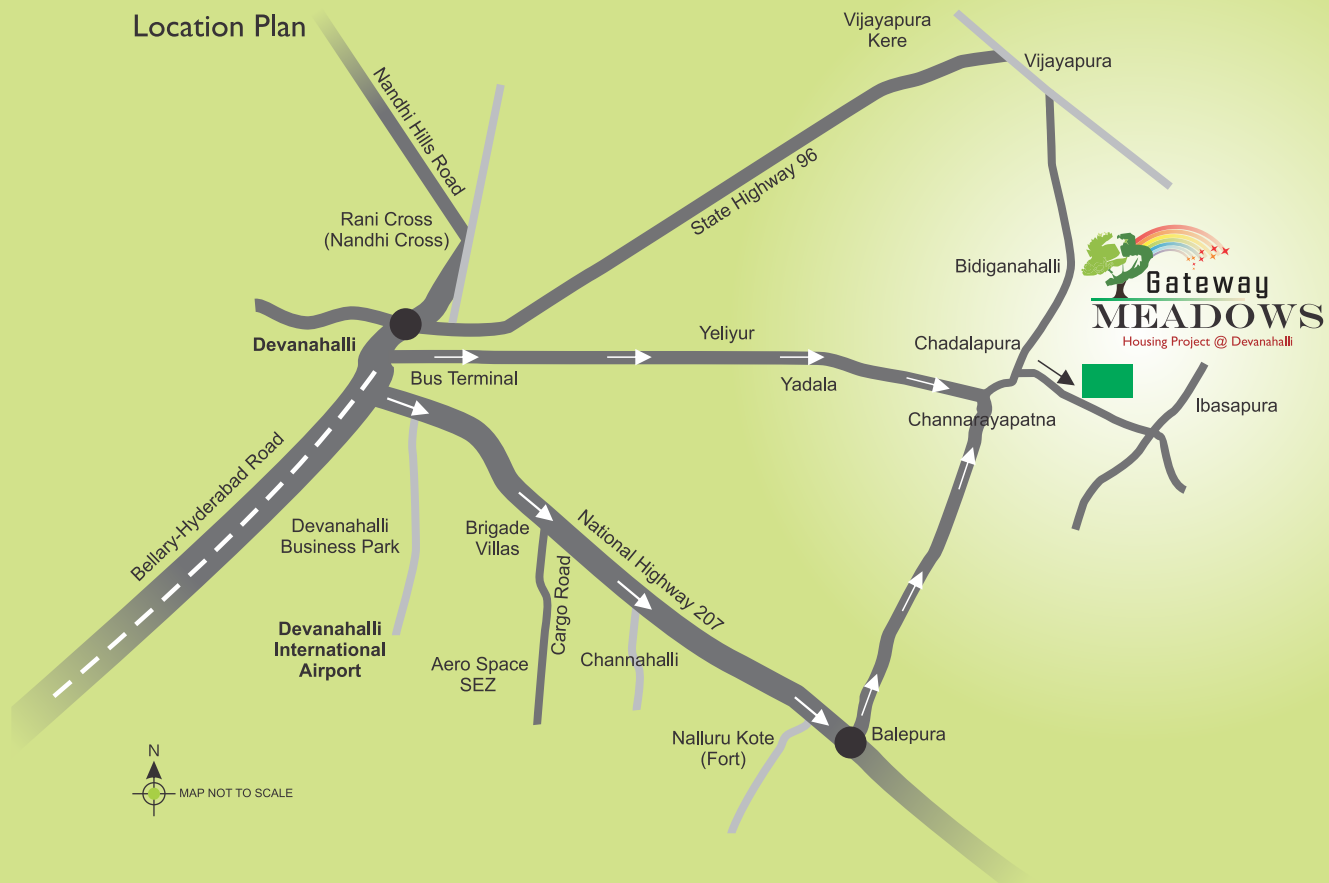 Location Plan
Vijayapura
Kere
Vijayapura
Nandhi Hills Road
State Highway 96
Rani Cross
(Nandhi Cross)
Bidiganahalli
Gateway
MEADOWS
Housing Project @ Devanahalli
Devanahalli
Yeliyur
Chadalapura
Bus Terminal
Yadala
Channarayapatna
Ibasapura
Bellary-Hyderabad Road
Devanahalli
Business Park
Brigade
Villas
National Highway 207
Cargo Road
Devanahalli
International
Airport
Aero Space
SEZ
Channahalli
Nalluru Kote
(Fort)
Balepura
N
MAP NOT TO SCALE